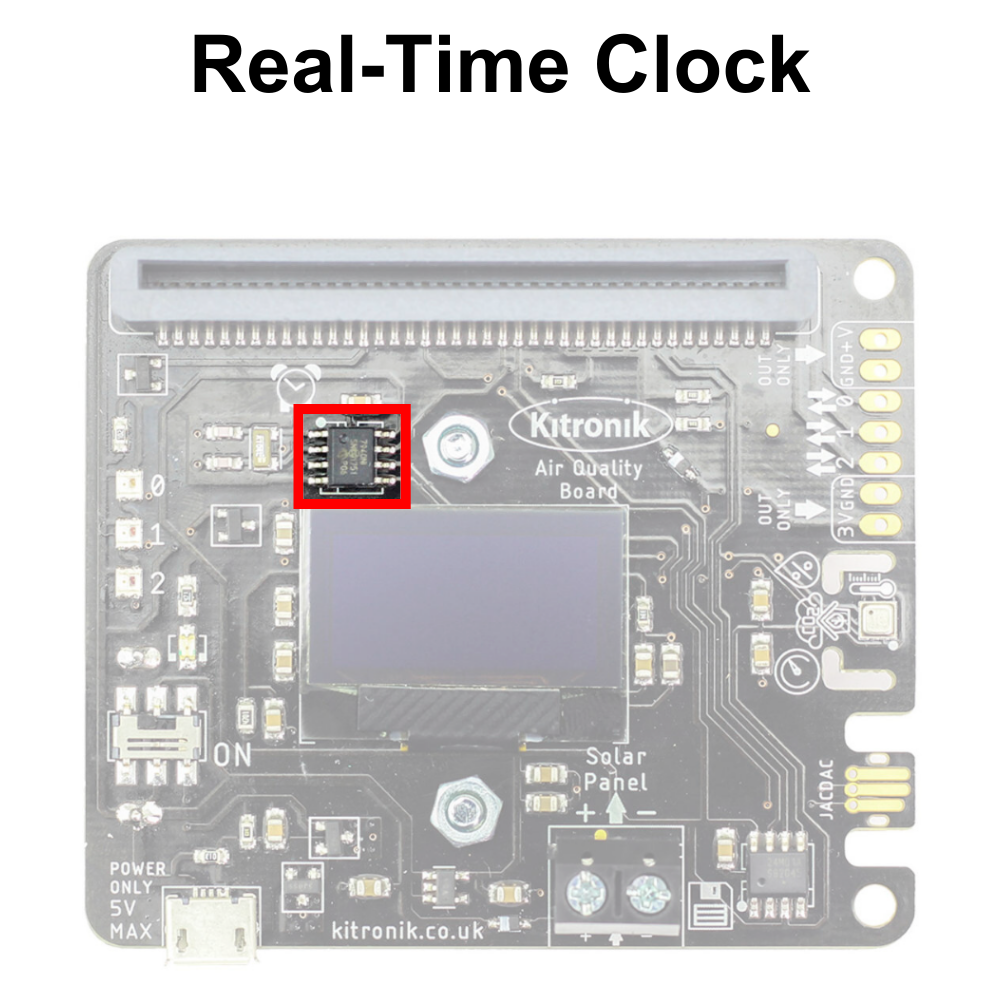 Real-Time Clock
OUT
ONLY
GND+V
0
1
2
Kitronik
Air Quality
Board
OUT
ONLY
3V GND
0
1
2
%
CO2
ON
Solar
Panel
+ −
JACDAC
POWER
ONLY
5V
MAX
kitronik.co.uk
+ −